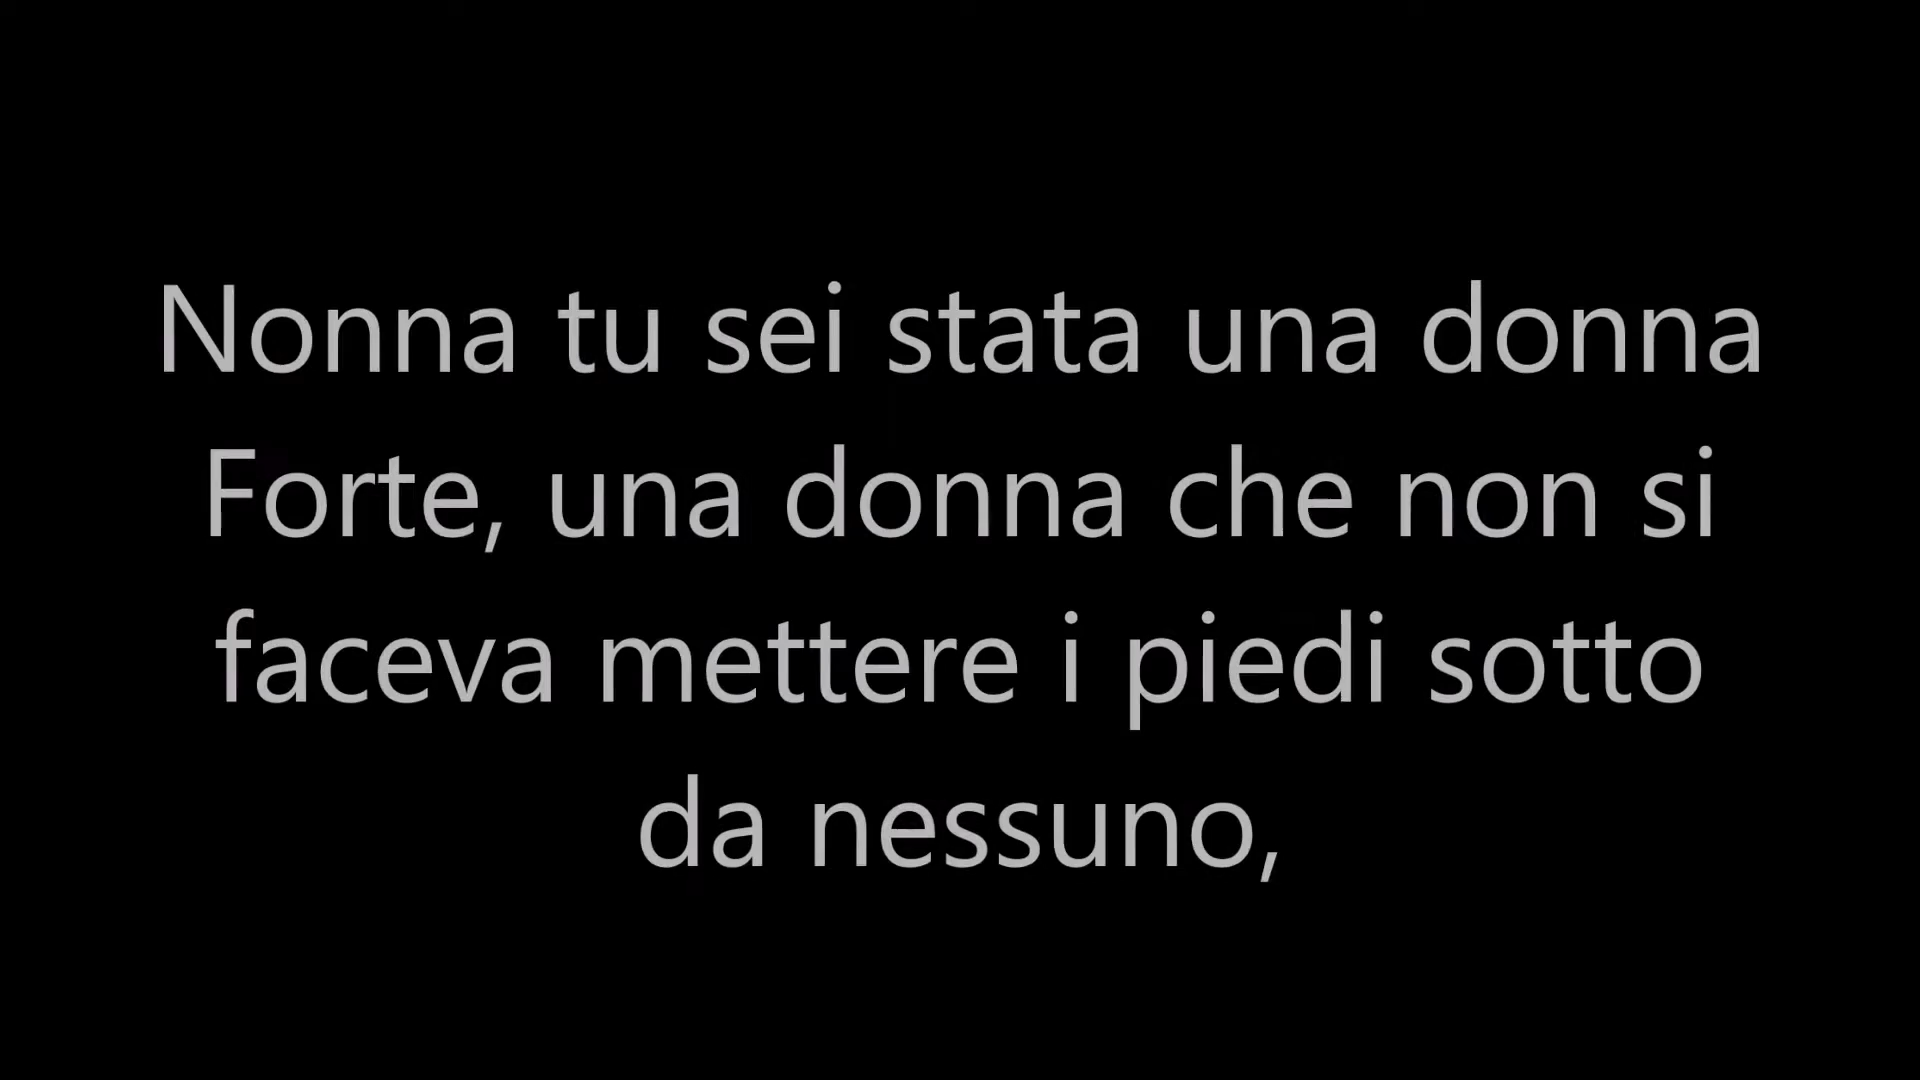 Nonna tu sei stata una donna
Forte, una donna che non si
faceva mettere i piedi sotto
da nessuno,